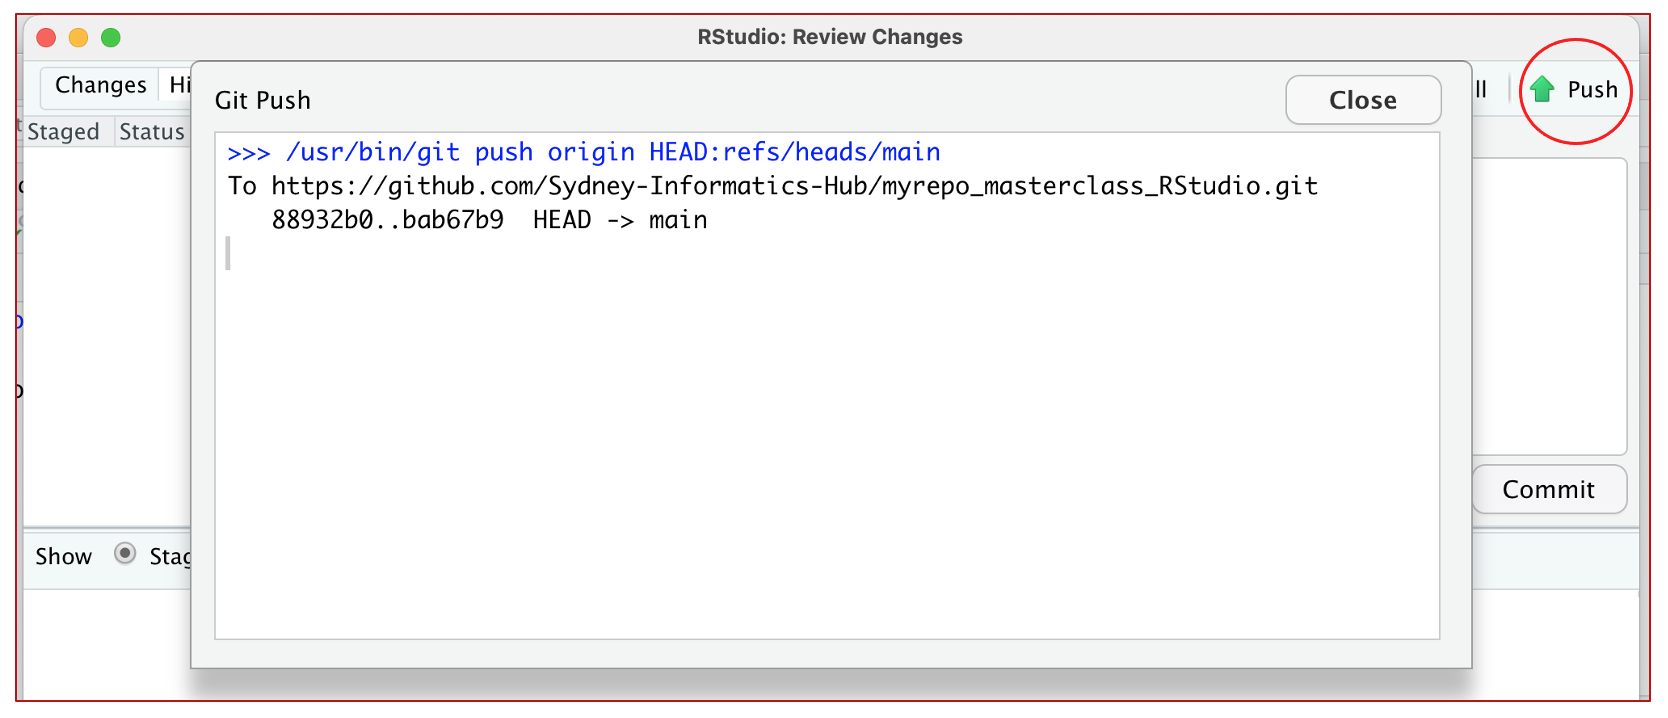 RStudio: Review Changes
Changes Hi
ll Push
Git Push
Close
Staged Status
>>> /usr/bin/git push origin HEAD:refs/heads/main
To https://github.com/Sydney-Informatics-Hub/myrepo_masterclass_RStudio.git
88932b0..bab67b9 HEAD -> main
Commit
Show Stag